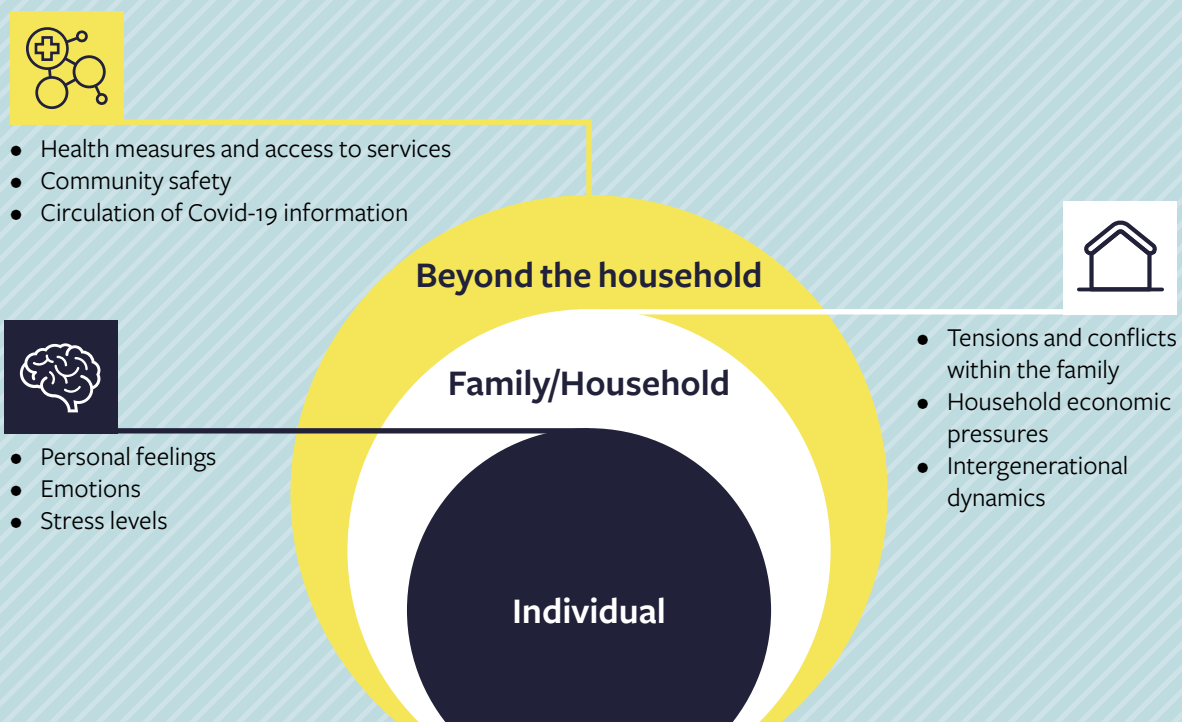 ● Health measures and access to services
● Community safety
● Circulation of Covid-19 information
Beyond the household
Family/Household
● Tensions and conflicts
within the family
● Household economic
pressures
● Intergenerational
dynamics
● Personal feelings
● Emotions
● Stress levels
Individual